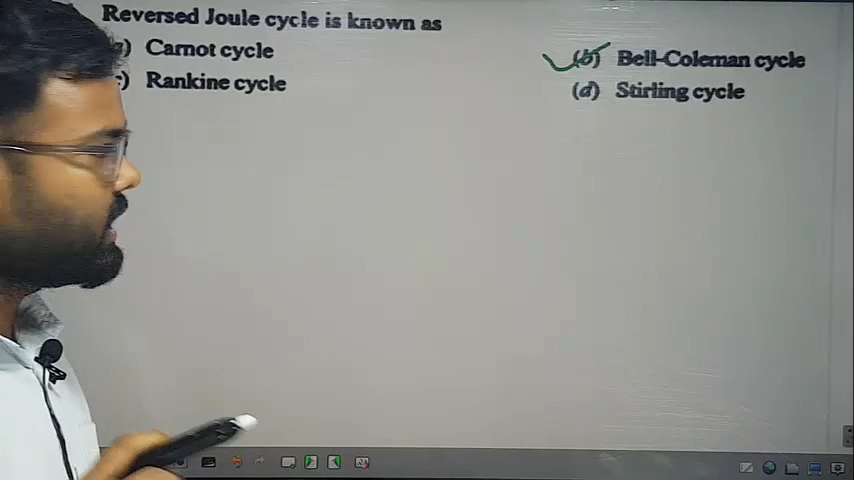 Reversed Joule cycle is known as
) Carnot cycle
(b) Bell-Coleman cycle
) Rankine cycle
(d) Stirling cycle